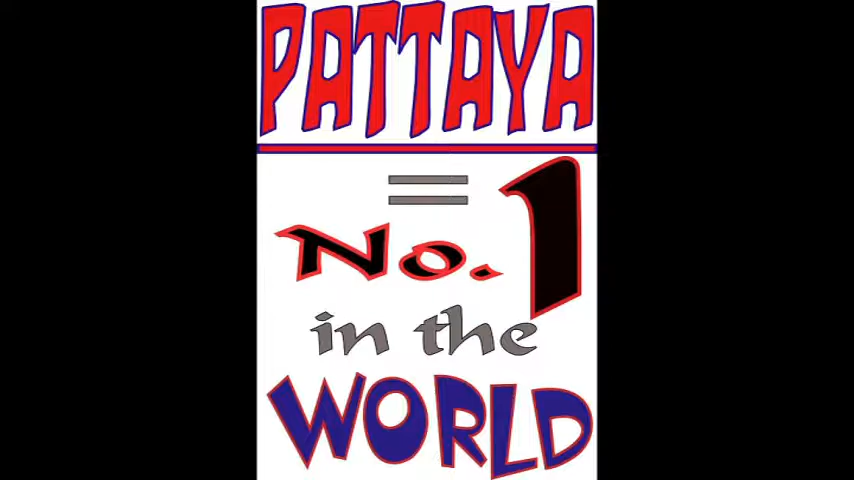 PATTAYA
=
No. 1
in the
WORLD